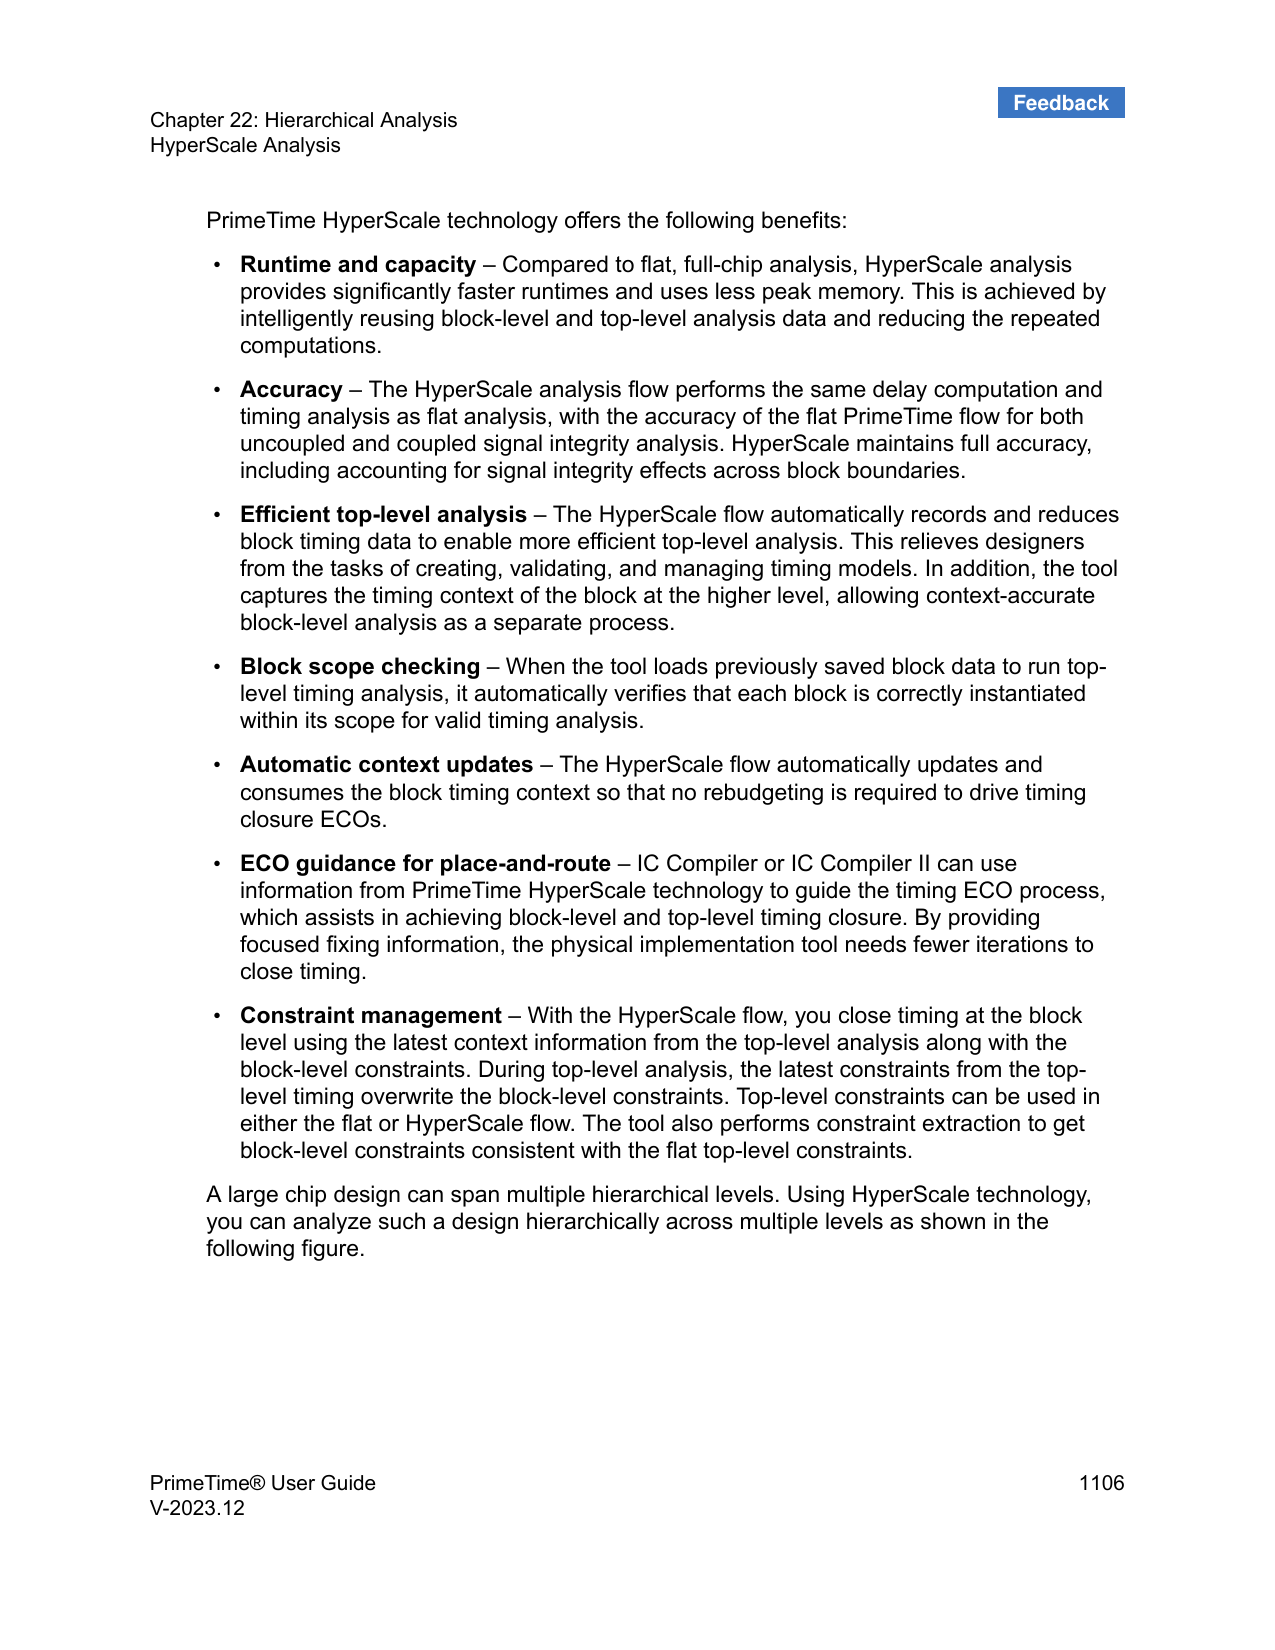 Feedback
Chapter 22: Hierarchical Analysis
HyperScale Analysis
PrimeTime HyperScale technology offers the following benefits:
• Runtime and capacity – Compared to flat, full-chip analysis, HyperScale analysis
provides significantly faster runtimes and uses less peak memory. This is achieved by
intelligently reusing block-level and top-level analysis data and reducing the repeated
computations.
• Accuracy – The HyperScale analysis flow performs the same delay computation and
timing analysis as flat analysis, with the accuracy of the flat PrimeTime flow for both
uncoupled and coupled signal integrity analysis. HyperScale maintains full accuracy,
including accounting for signal integrity effects across block boundaries.
• Efficient top-level analysis – The HyperScale flow automatically records and reduces
block timing data to enable more efficient top-level analysis. This relieves designers
from the tasks of creating, validating, and managing timing models. In addition, the tool
captures the timing context of the block at the higher level, allowing context-accurate
block-level analysis as a separate process.
• Block scope checking – When the tool loads previously saved block data to run top-
level timing analysis, it automatically verifies that each block is correctly instantiated
within its scope for valid timing analysis.
• Automatic context updates – The HyperScale flow automatically updates and
consumes the block timing context so that no rebudgeting is required to drive timing
closure ECOs.
• ECO guidance for place-and-route – IC Compiler or IC Compiler II can use
information from PrimeTime HyperScale technology to guide the timing ECO process,
which assists in achieving block-level and top-level timing closure. By providing
focused fixing information, the physical implementation tool needs fewer iterations to
close timing.
• Constraint management – With the HyperScale flow, you close timing at the block
level using the latest context information from the top-level analysis along with the
block-level constraints. During top-level analysis, the latest constraints from the top-
level timing overwrite the block-level constraints. Top-level constraints can be used in
either the flat or HyperScale flow. The tool also performs constraint extraction to get
block-level constraints consistent with the flat top-level constraints.
A large chip design can span multiple hierarchical levels. Using HyperScale technology,
you can analyze such a design hierarchically across multiple levels as shown in the
following figure.
PrimeTime® User Guide 1106
V-2023.12